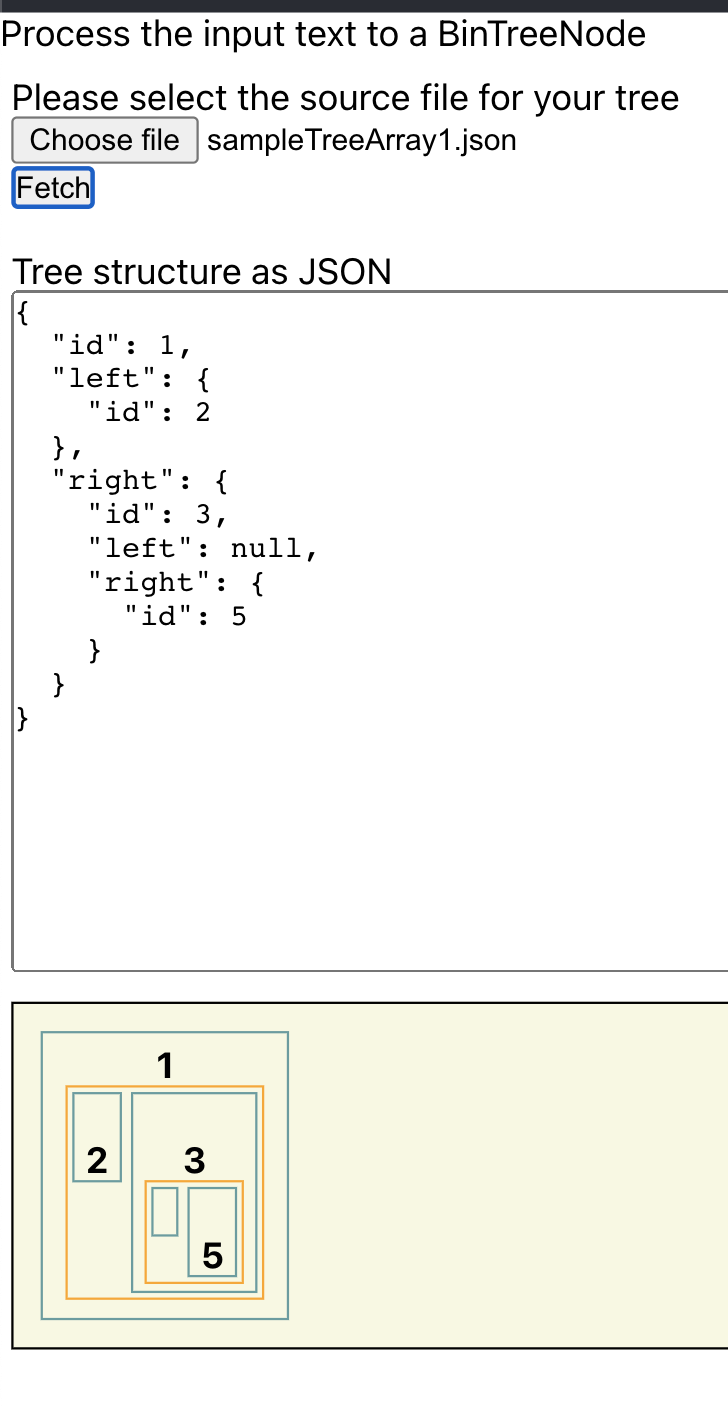 Process the input text to a BinTreeNode
Please select the source file for your tree
Choose file sampleTreeArray1.json
Fetch
Tree structure as JSON
{
  "id": 1,
  "left": {
    "id": 2
  },
  "right": {
    "id": 3,
    "left": null,
    "right": {
      "id": 5
    }
  }
}
1
2 3
5